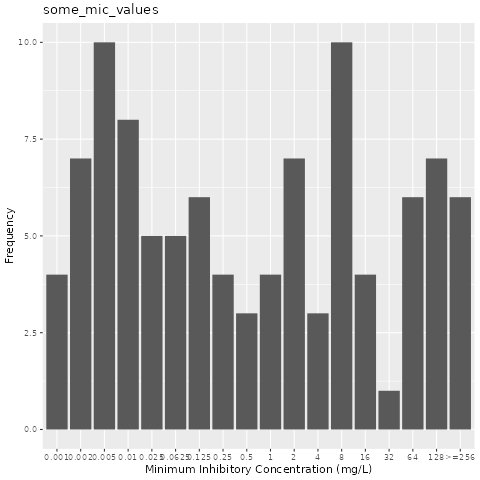 some_mic_values
Frequency
10.0
7.5
5.0
2.5
0.0
0.001 0.002 0.005 0.01 0.025 0.0625 0.125 0.25 0.5 1 2 4 8 16 32 64 128 >=256
Minimum Inhibitory Concentration (mg/L)